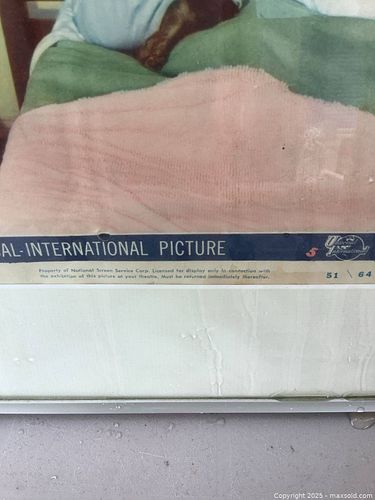 AL-INTERNATIONAL PICTURE
5
Property of National Screen Service Corp. Licensed for display only in connection with
the exhibition of this picture at your theatre. Must be returned immediately thereafter.
51 \ 64
Copyright 2025 - maxsold.com